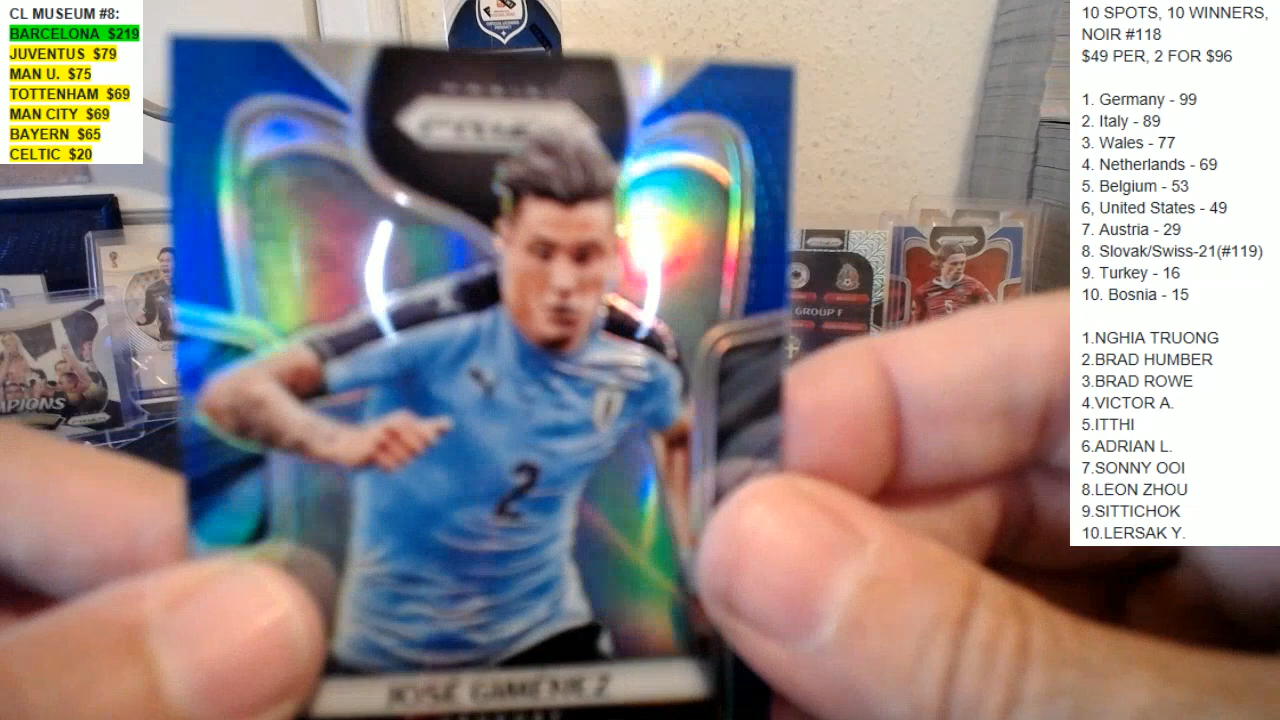 CL MUSEUM #8:
BARCELONA $219
JUVENTUS $79
MAN U. $75
TOTTENHAM $69
MAN CITY $69
BAYERN $65
CELTIC $20
10 SPOTS, 10 WINNERS,
NOIR #118
$49 PER, 2 FOR $96
1. Germany - 99
2. Italy - 89
3. Wales - 77
4. Netherlands - 69
5. Belgium - 53
6, United States - 49
7. Austria - 29
8. Slovak/Swiss-21(#119)
9. Turkey - 16
10. Bosnia - 15
1.NGHIA TRUONG
2.BRAD HUMBER
3.BRAD ROWE
4.VICTOR A.
5.ITTHI
6.ADRIAN L.
7.SONNY OOI
8.LEON ZHOU
9.SITTICHOK
10.LERSAK Y.
2
JOSÉ GIMÉNEZ
GROUP F